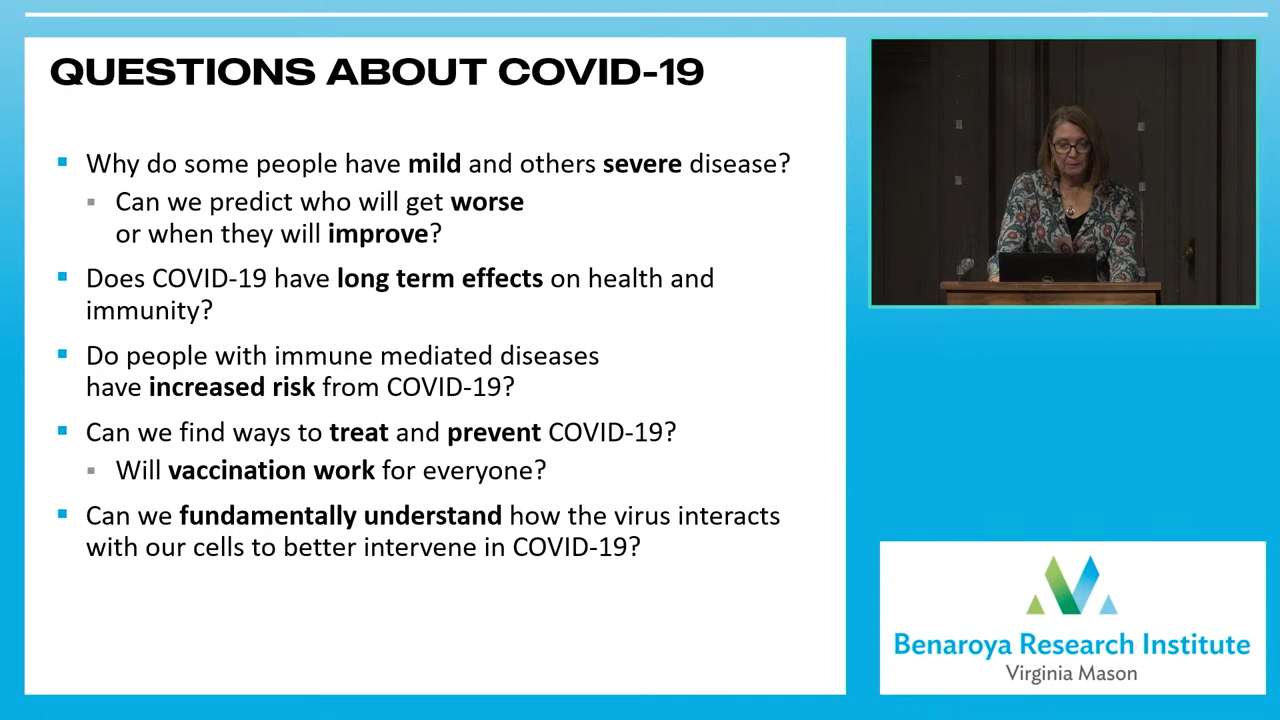 QUESTIONS ABOUT COVID-19
Why do some people have mild and others severe disease?
Can we predict who will get worse
or when they will improve?
Does COVID-19 have long term effects on health and
immunity?
Do people with immune mediated diseases
have increased risk from COVID-19?
Can we find ways to treat and prevent COVID-19?
Will vaccination work for everyone?
Can we fundamentally understand how the virus interacts
with our cells to better intervene in COVID-19?
Benaroya Research Institute
Virginia Mason